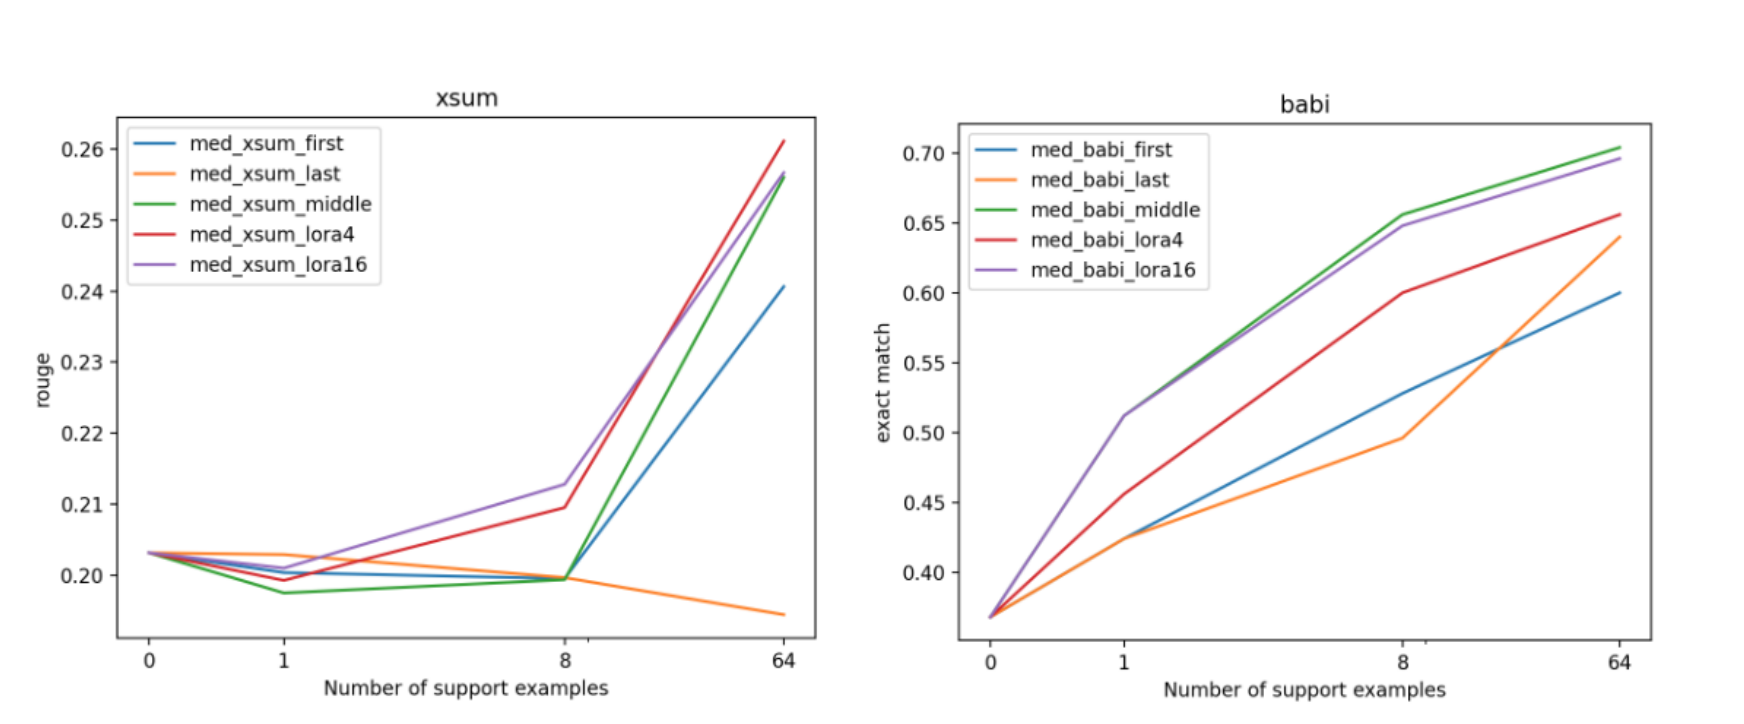 xsum
med_xsum_first
med_xsum_last
med_xsum_middle
med_xsum_lora4
med_xsum_lora16
0.26
0.25
0.24
0.23
0.22
0.21
0.20
rouge
0 1 8 64
Number of support examples
babi
med_babi_first
med_babi_last
med_babi_middle
med_babi_lora4
med_babi_lora16
0.70
0.65
0.60
0.55
0.50
0.45
0.40
exact match
0 1 8 64
Number of support examples